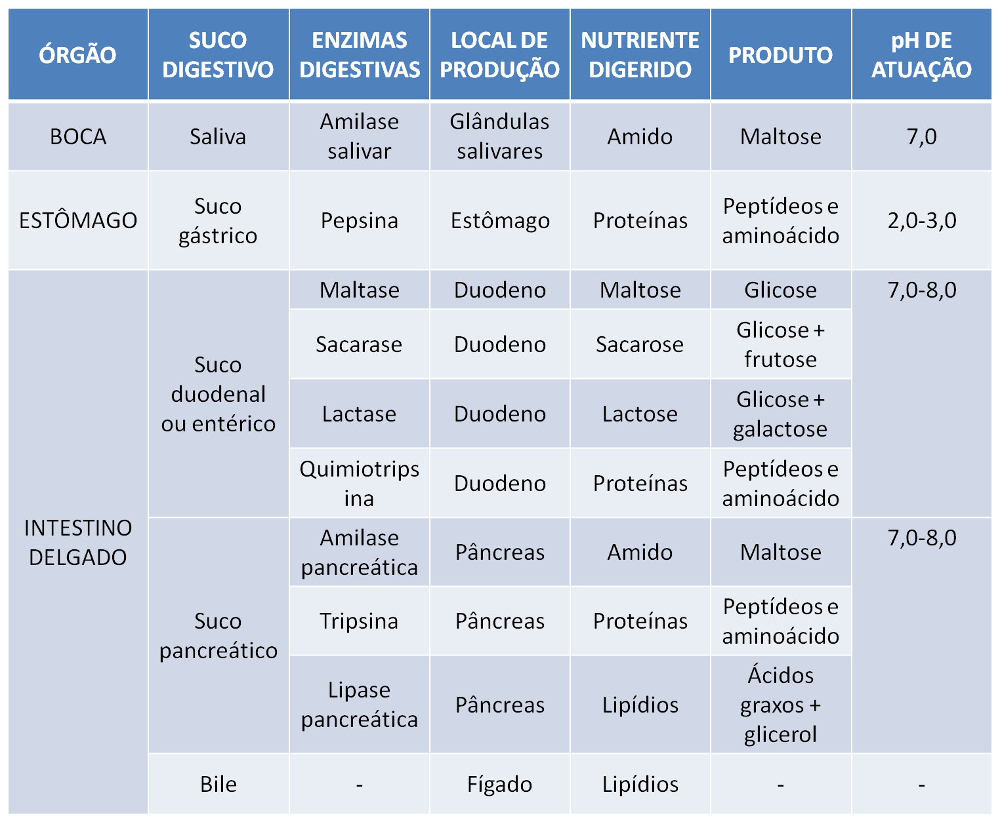 ÓRGÃO
SUCO
DIGESTIVO
ENZIMAS
DIGESTIVAS
LOCAL DE
PRODUÇÃO
NUTRIENTE
DIGERIDO
PRODUTO
pH DE
ATUAÇÃO
BOCA
Saliva
Amilase
salivar
Glândulas
salivares
Amido
Maltose
7,0
ESTÔMAGO
Suco
gástrico
Pepsina
Estômago
Proteínas
Peptídeos e
aminoácido
2,0-3,0
INTESTINO
DELGADO
Suco
duodenal
ou entérico
Maltase
Duodeno
Maltose
Glicose
7,0-8,0
Sacarase
Duodeno
Sacarose
Glicose +
frutose
Lactase
Duodeno
Lactose
Glicose +
galactose
Quimiotrips
ina
Duodeno
Proteínas
Peptídeos e
aminoácido
Suco
pancreático
Amilase
pancreática
Pâncreas
Amido
Maltose
7,0-8,0
Tripsina
Pâncreas
Proteínas
Peptídeos e
aminoácido
Lipase
pancreática
Pâncreas
Lipídios
Ácidos
graxos +
glicerol
Bile
-
Fígado
Lipídios
-
-